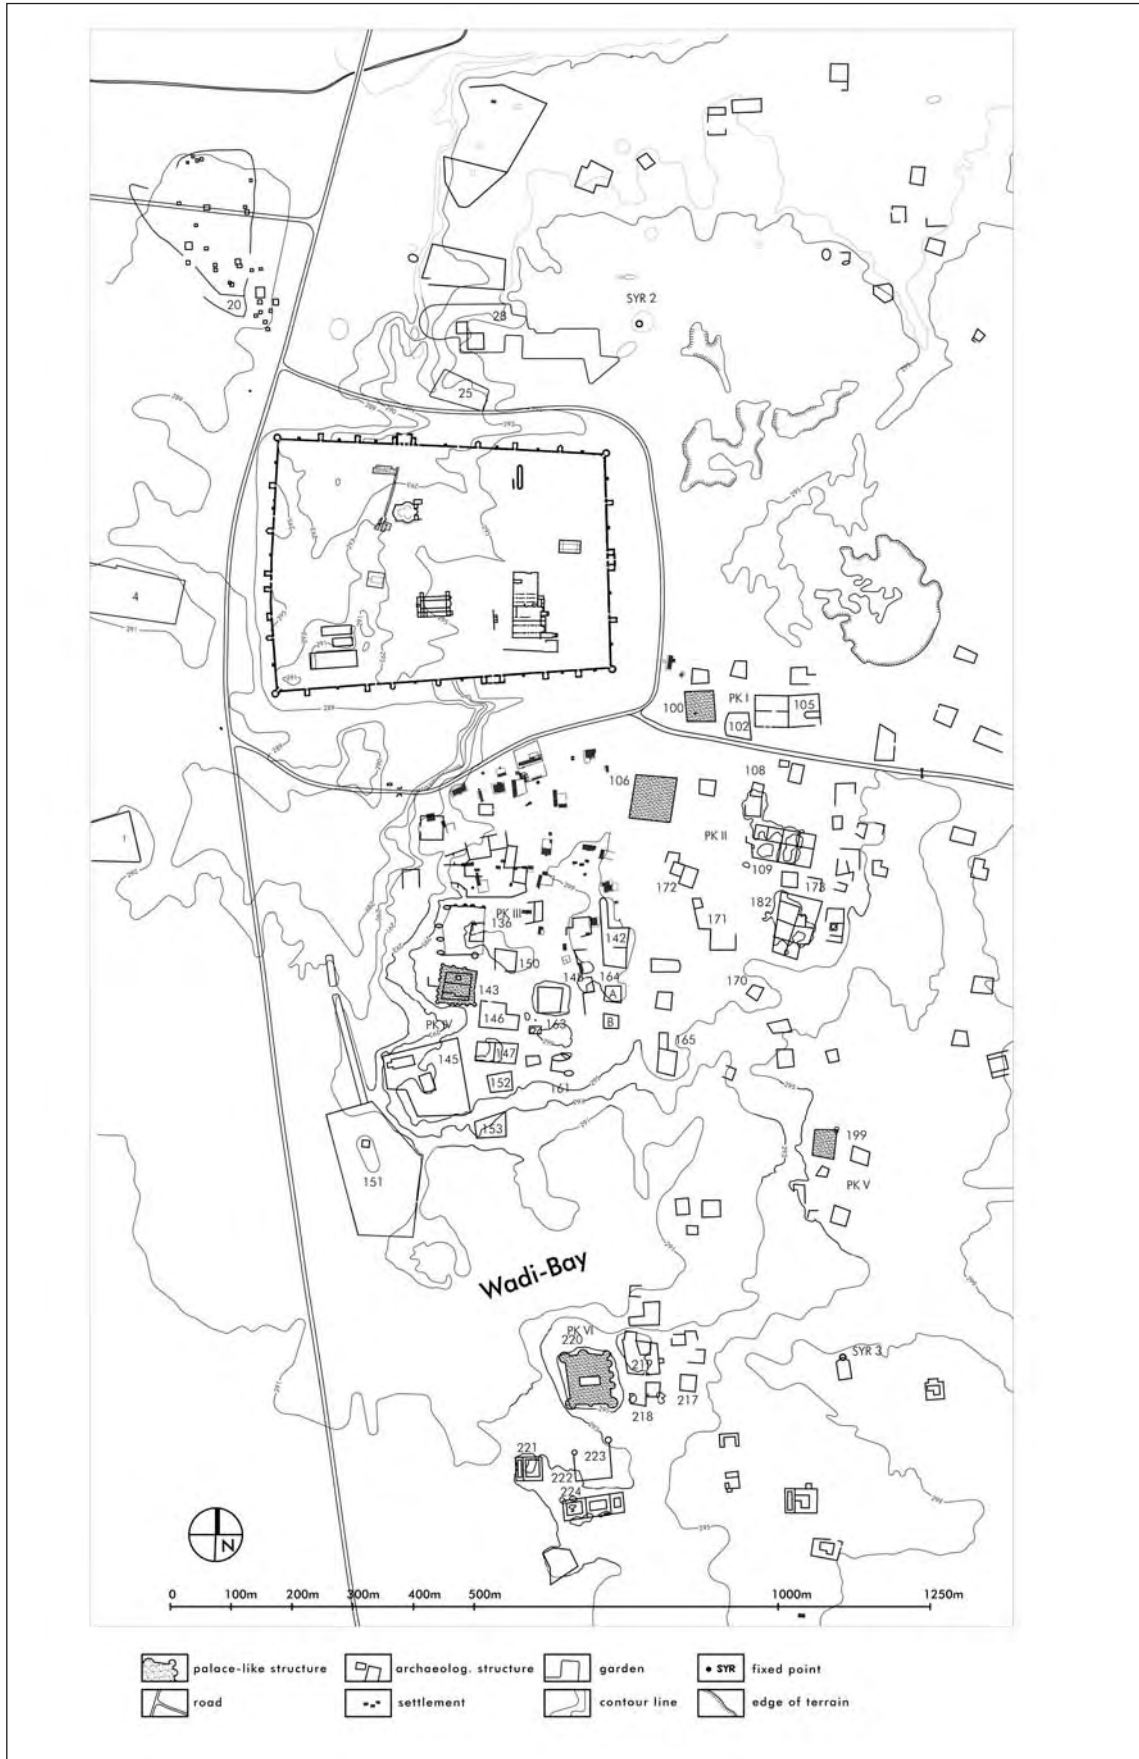 SYR 2
20
28
25
4
100
PK I
102
105
106
108
PK II
109
172
173
182
171
PK III
136
142
150
148
164
143
A
170
146
163
B
PK IV
147
165
145
152
161
153
199
151
PK V
Wadi-Bay
PK VI
220
219
SYR 3
217
218
221
223
222
224
N
0 100m 200m 300m 400m 500m 1000m 1250m
palace-like structure archaeolog. structure garden SYR fixed point
road settlement contour line edge of terrain